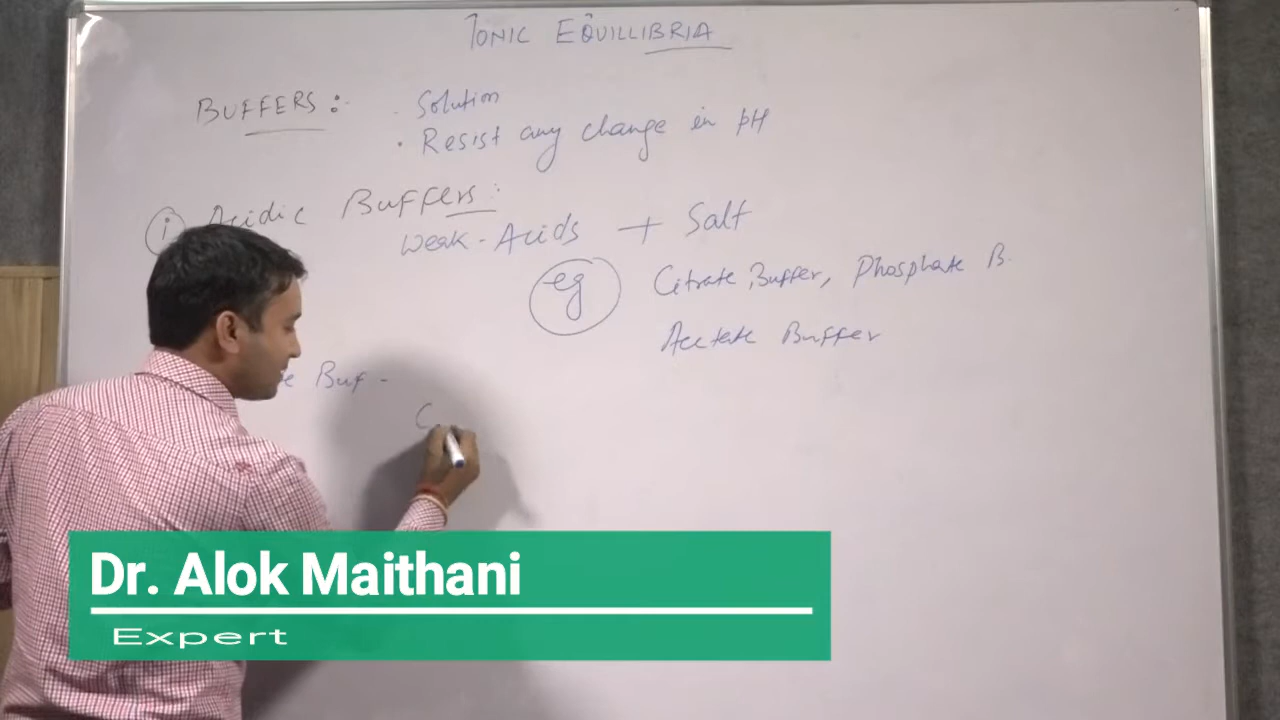 IONIC EQUILLIBRIA
BUFFERS :-
. Solution
. Resist any change in pH
(i) Acidic Buffers :
Weak-Acids + Salt
eg Citrate Buffer, Phosphate B.
Acetate Buffer
Buf -
C
Dr. Alok Maithani
Expert